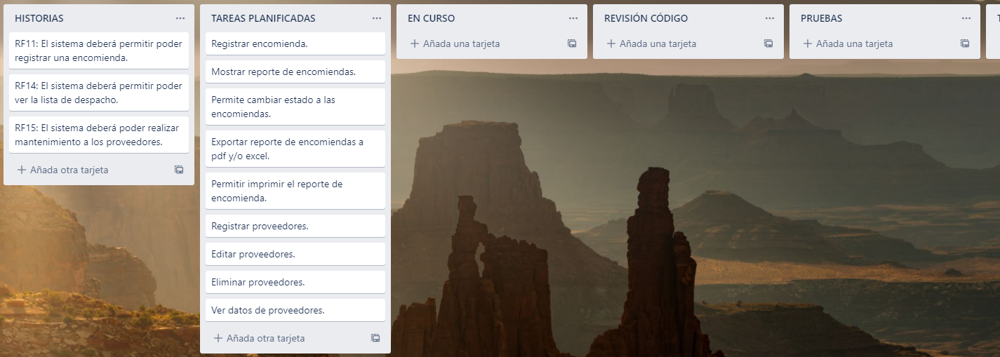 HISTORIAS
RF11: El sistema deberá permitir poder
registrar una encomienda.
RF14: El sistema deberá permitir poder
ver la lista de despacho.
RF15: El sistema deberá poder realizar
mantenimiento a los proveedores.
Añada otra tarjeta
TAREAS PLANIFICADAS
Registrar encomienda.
Mostrar reporte de encomiendas.
Permite cambiar estado a las
encomiendas.
Exportar reporte de encomiendas a
pdf y/o excel.
Permitir imprimir el reporte de
encomienda.
Registrar proveedores.
Editar proveedores.
Eliminar proveedores.
Ver datos de proveedores.
Añada otra tarjeta
EN CURSO
Añada una tarjeta
REVISIÓN CÓDIGO
Añada una tarjeta
PRUEBAS
Añada una tarjeta